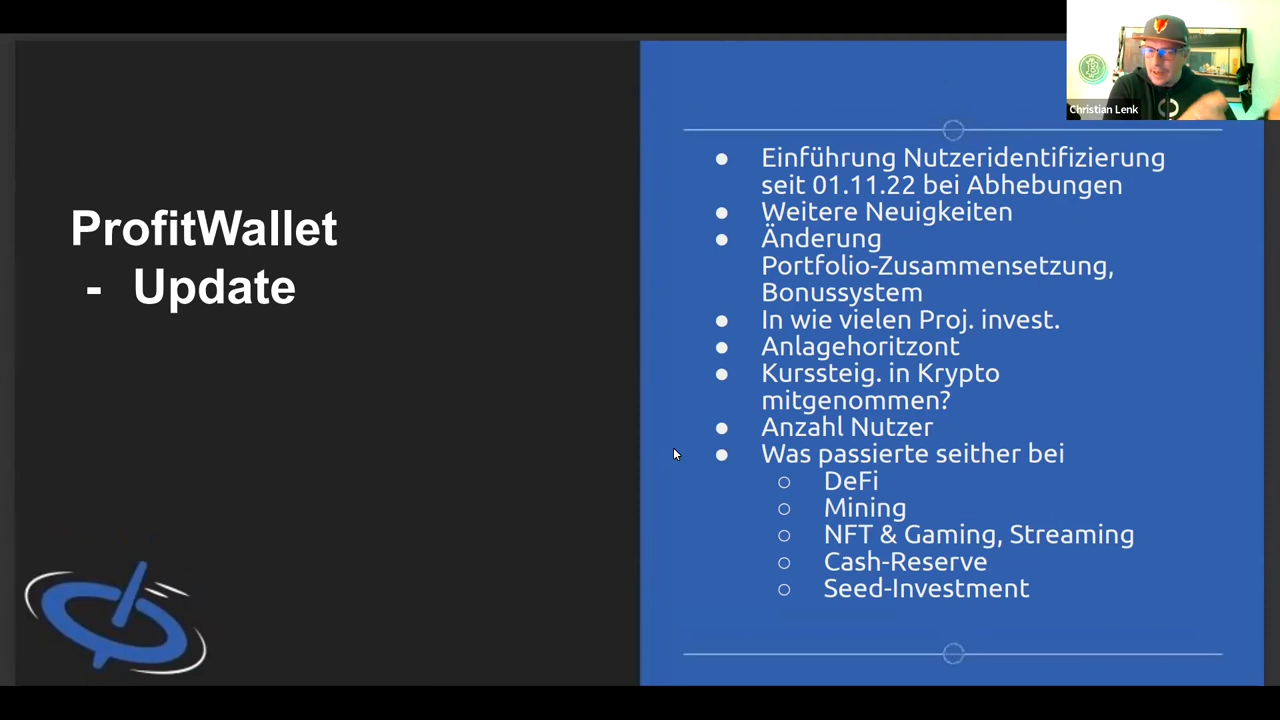 Christian Lenk
ProfitWallet
- Update
● Einführung Nutzeridentifizierung
seit 01.11.22 bei Abhebungen
● Weitere Neuigkeiten
● Änderung
Portfolio-Zusammensetzung,
Bonussystem
● In wie vielen Proj. invest.
● Anlagehoritzont
● Kurssteig. in Krypto
mitgenommen?
● Anzahl Nutzer
● Was passierte seither bei
○ DeFi
○ Mining
○ NFT & Gaming, Streaming
○ Cash-Reserve
○ Seed-Investment